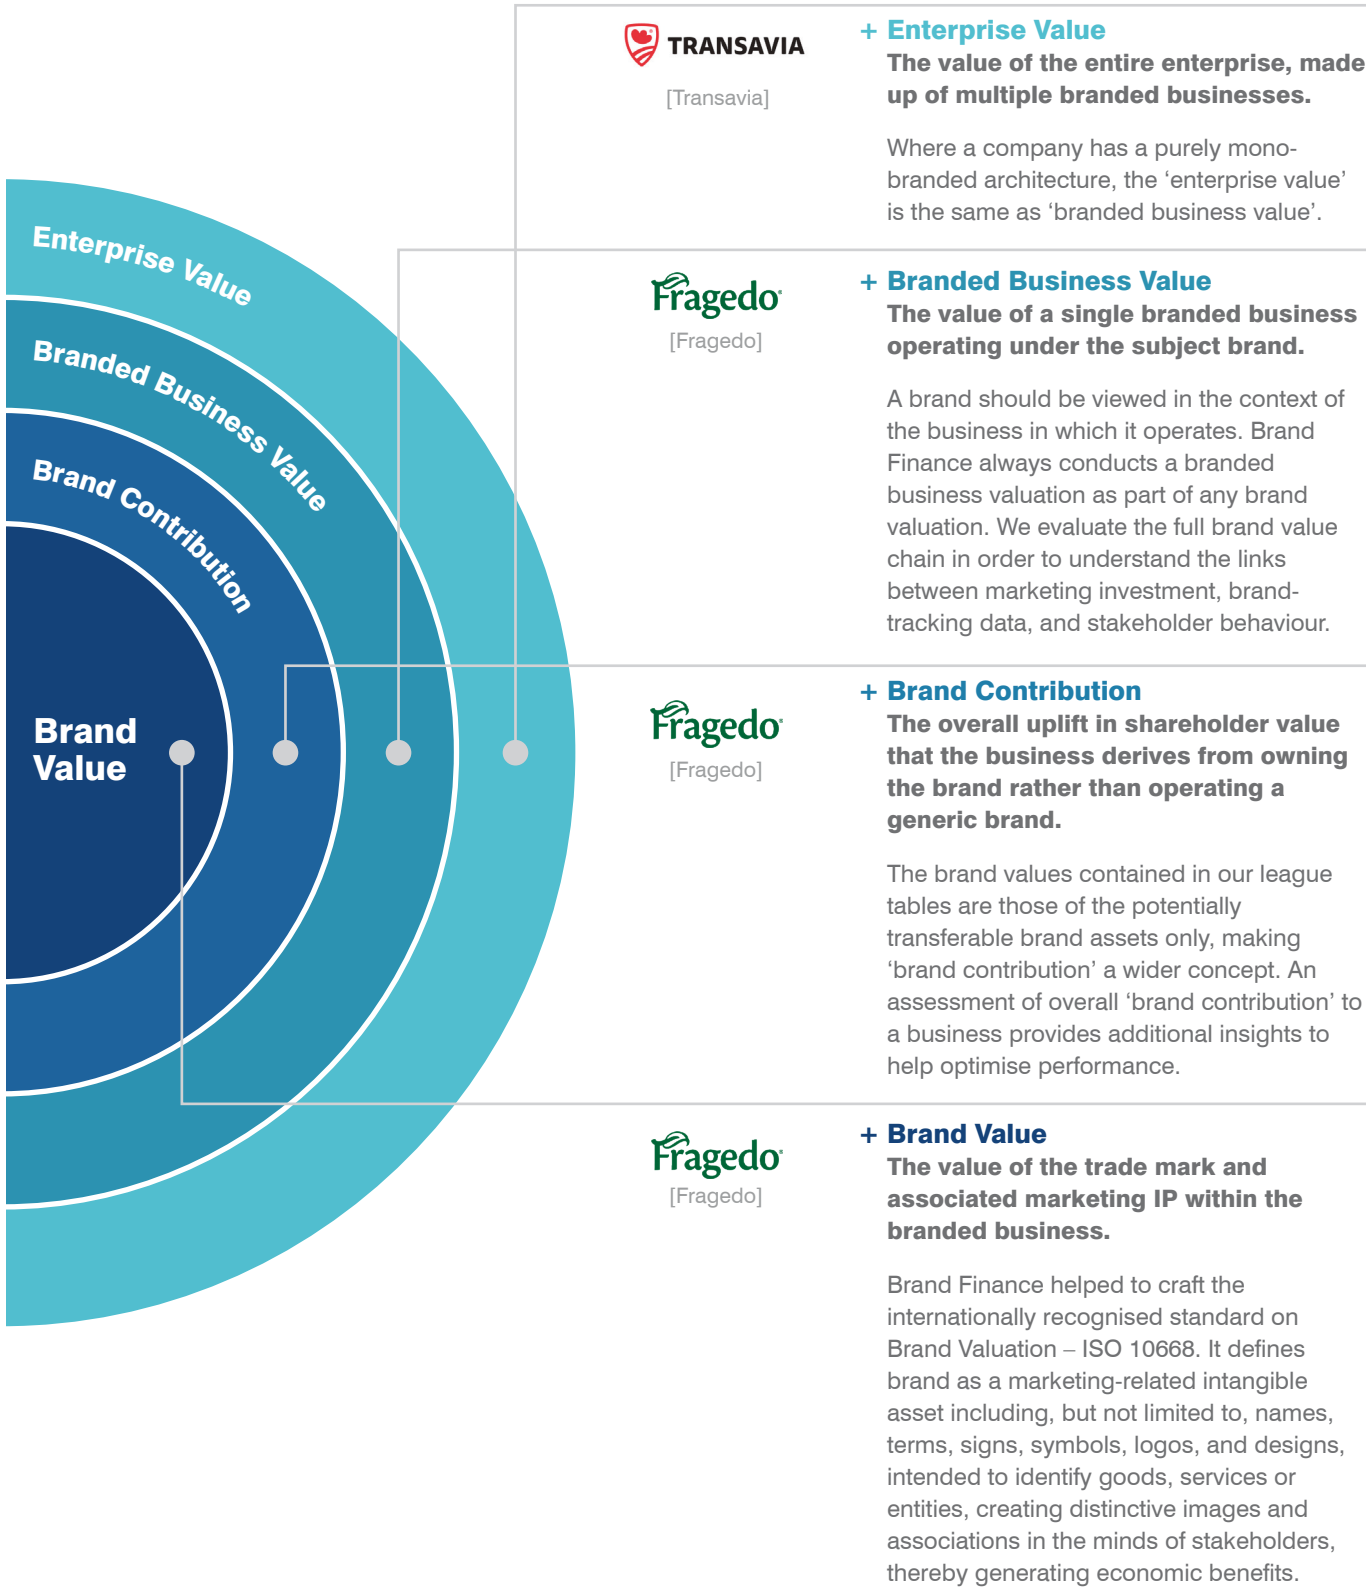 TRANSAVIA
[Transavia]
+ Enterprise Value
The value of the entire enterprise, made
up of multiple branded businesses.
Where a company has a purely mono-
branded architecture, the ‘enterprise value’
is the same as ‘branded business value’.
Enterprise Value
Branded Business Value
Brand Contribution
Brand
Value
Fragedo
[Fragedo]
+ Branded Business Value
The value of a single branded business
operating under the subject brand.
A brand should be viewed in the context of
the business in which it operates. Brand
Finance always conducts a branded
business valuation as part of any brand
valuation. We evaluate the full brand value
chain in order to understand the links
between marketing investment, brand-
tracking data, and stakeholder behaviour.
Fragedo
[Fragedo]
+ Brand Contribution
The overall uplift in shareholder value
that the business derives from owning
the brand rather than operating a
generic brand.
The brand values contained in our league
tables are those of the potentially
transferable brand assets only, making
‘brand contribution’ a wider concept. An
assessment of overall ‘brand contribution’ to
a business provides additional insights to
help optimise performance.
Fragedo
[Fragedo]
+ Brand Value
The value of the trade mark and
associated marketing IP within the
branded business.
Brand Finance helped to craft the
internationally recognised standard on
Brand Valuation – ISO 10668. It defines
brand as a marketing-related intangible
asset including, but not limited to, names,
terms, signs, symbols, logos, and designs,
intended to identify goods, services or
entities, creating distinctive images and
associations in the minds of stakeholders,
thereby generating economic benefits.